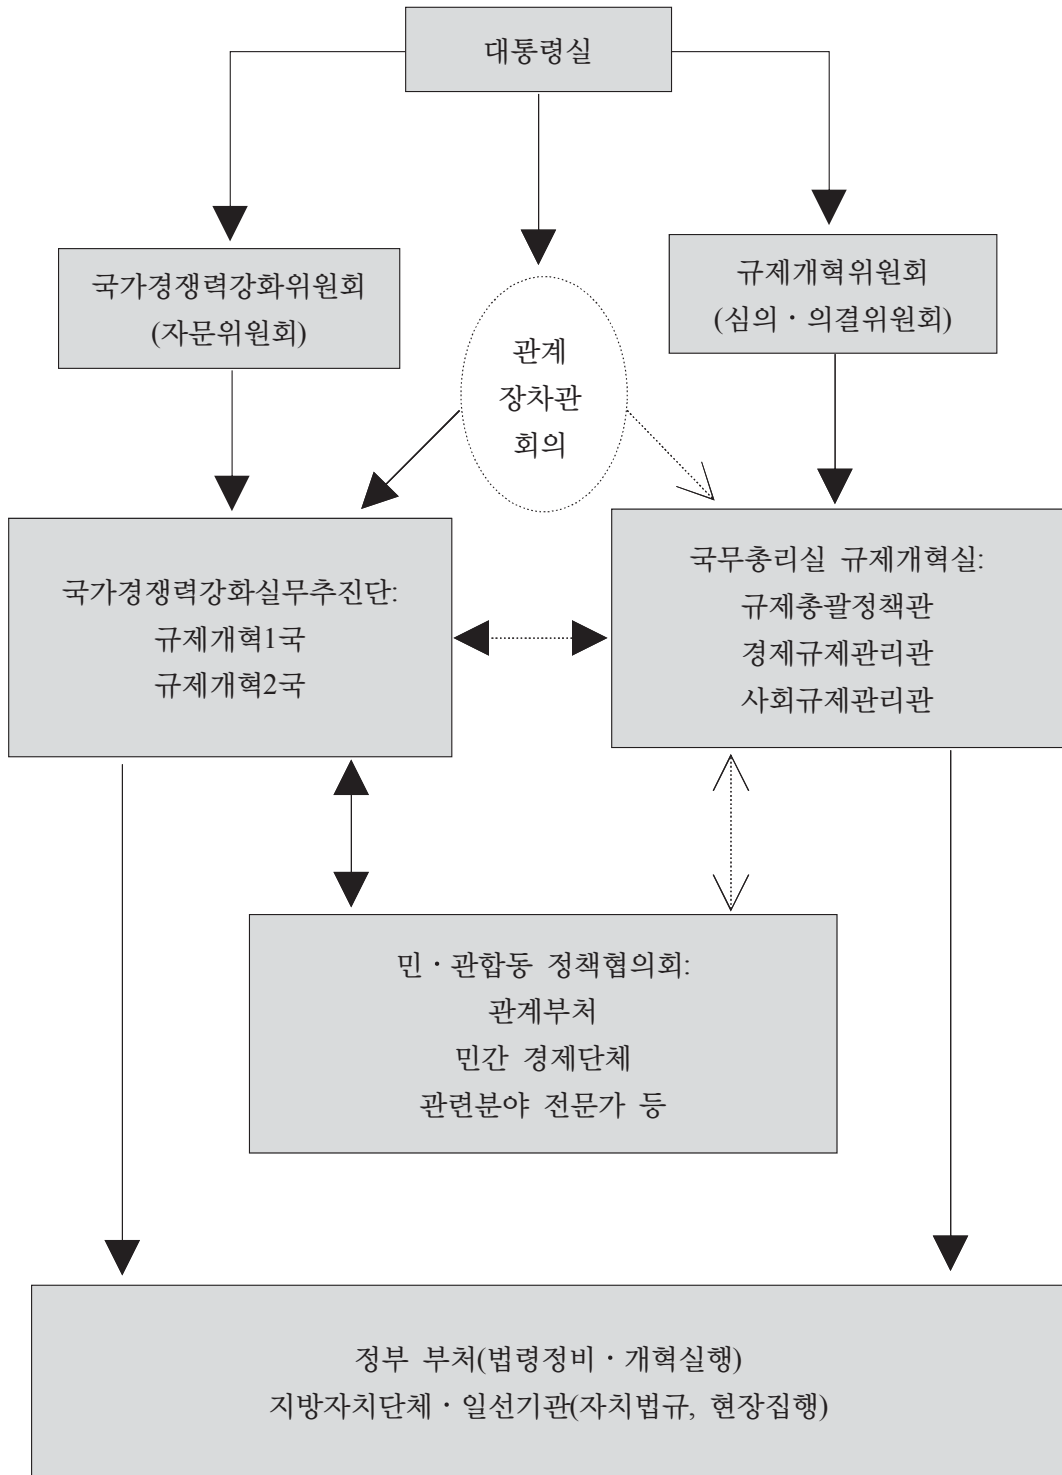 대통령실
국가경쟁력강화위원회
(자문위원회)
규제개혁위원회
(심의 · 의결위원회)
관계
장차관
회의
국가경쟁력강화실무추진단:
규제개혁1국
규제개혁2국
국무총리실 규제개혁실:
규제총괄정책관
경제규제관리관
사회규제관리관
민 · 관합동 정책협의회:
관계부처
민간 경제단체
관련분야 전문가 등
정부 부처(법령정비 · 개혁실행)
지방자치단체 · 일선기관(자치법규, 현장집행)